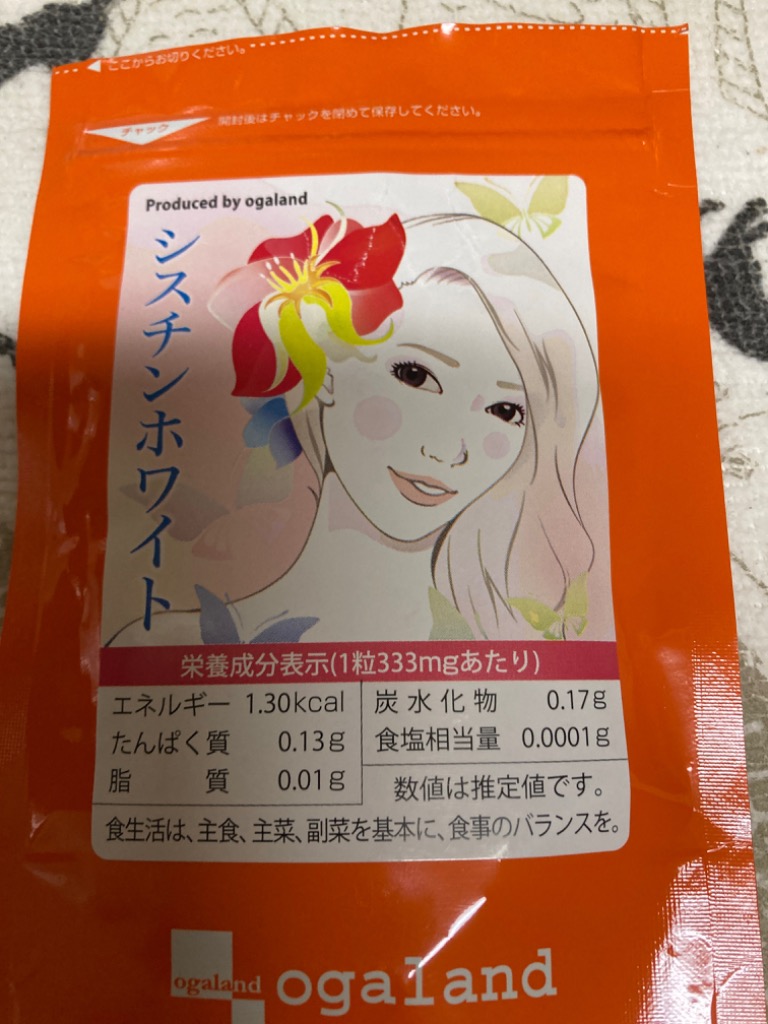 ここからお切りください。
チャック
開封後はチャックを閉めて保存してください。
Produced by ogaland
シスチンホワイト
栄養成分表示(1粒333mgあたり)
エネルギー 1.30kcal
たんぱく質 0.13g
脂質 0.01g
炭水化物 0.17g
食塩相当量 0.0001g
数値は推定値です。
食生活は、主食、主菜、副菜を基本に、食事のバランスを。
ogaland
ogaland